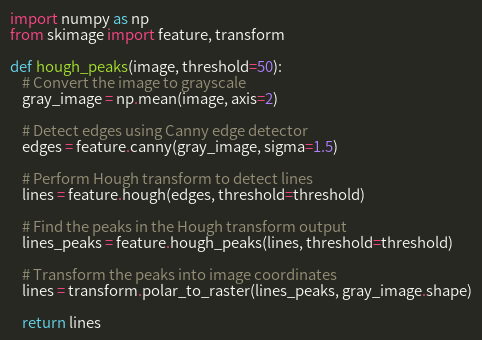 import numpy as np
from skimage import feature, transform
def hough_peaks(image, threshold=50):
# Convert the image to grayscale
gray_image = np.mean(image, axis=2)
# Detect edges using Canny edge detector
edges = feature.canny(gray_image, sigma=1.5)
# Perform Hough transform to detect lines
lines = feature.hough(edges, threshold=threshold)
# Find the peaks in the Hough transform output
lines_peaks = feature.hough_peaks(lines, threshold=threshold)
# Transform the peaks into image coordinates
lines = transform.polar_to_raster(lines_peaks, gray_image.shape)
return lines